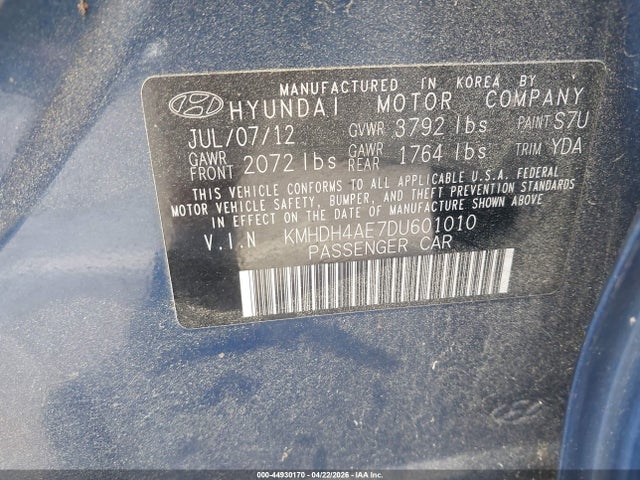 MANUFACTURED IN KOREA BY
HYUNDAI MOTOR COMPANY
JUL/07/12 GVWR 3792 lbs PAINT S7U
GAWR FRONT 2072 lbs GAWR REAR 1764 lbs TRIM YDA
THIS VEHICLE CONFORMS TO ALL APPLICABLE U.S.A. FEDERAL
MOTOR VEHICLE SAFETY, BUMPER, AND THEFT PREVENTION STANDARDS
IN EFFECT ON THE DATE OF MANUFACTURE SHOWN ABOVE.
V.I.N KMHDH4AE7DU601010
PASSENGER CAR
000-44930170 - 04/22/2026 - IAAI.COM